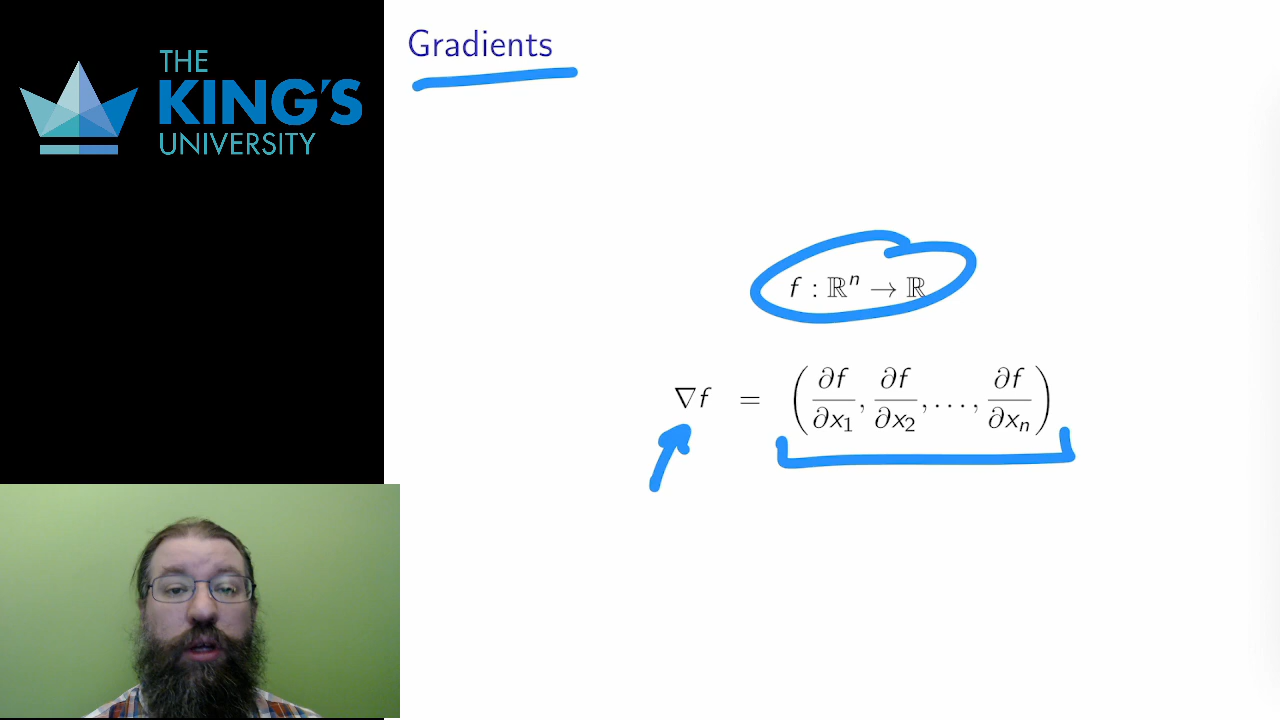 THE
KING'S
UNIVERSITY
Gradients
f : ℝⁿ → ℝ
∇f = (∂f/∂x₁, ∂f/∂x₂, …, ∂f/∂xₙ)